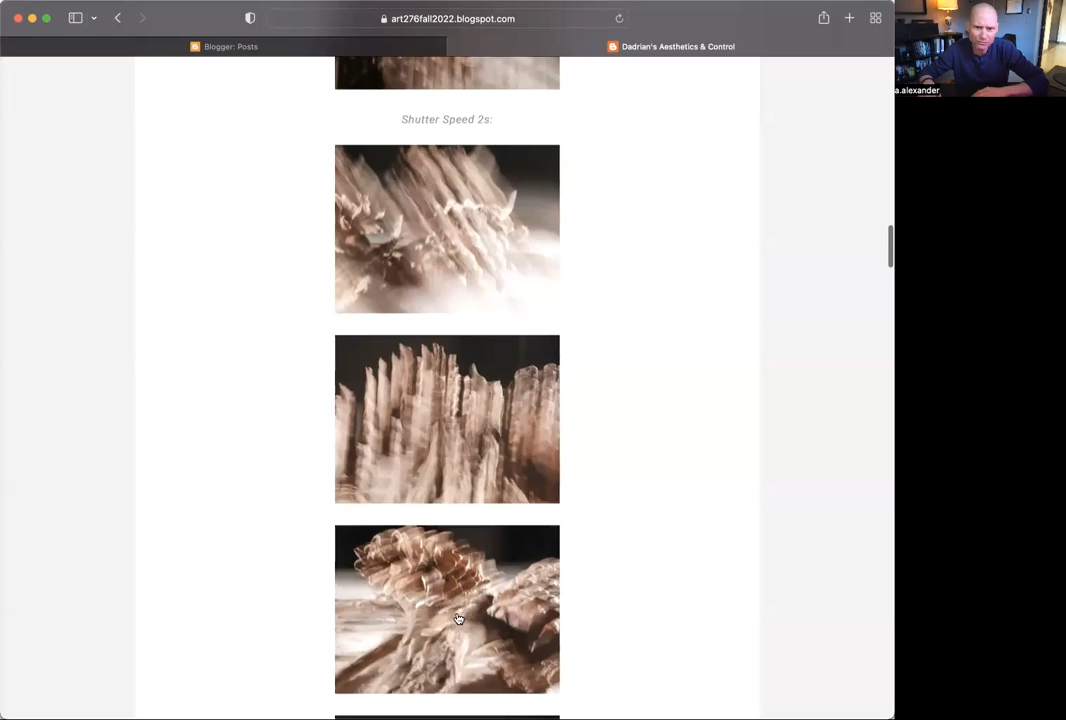 art276fall2022.blogspot.com
Blogger: Posts
Dadrian's Aesthetics & Control
a.alexander
Shutter Speed 2s: